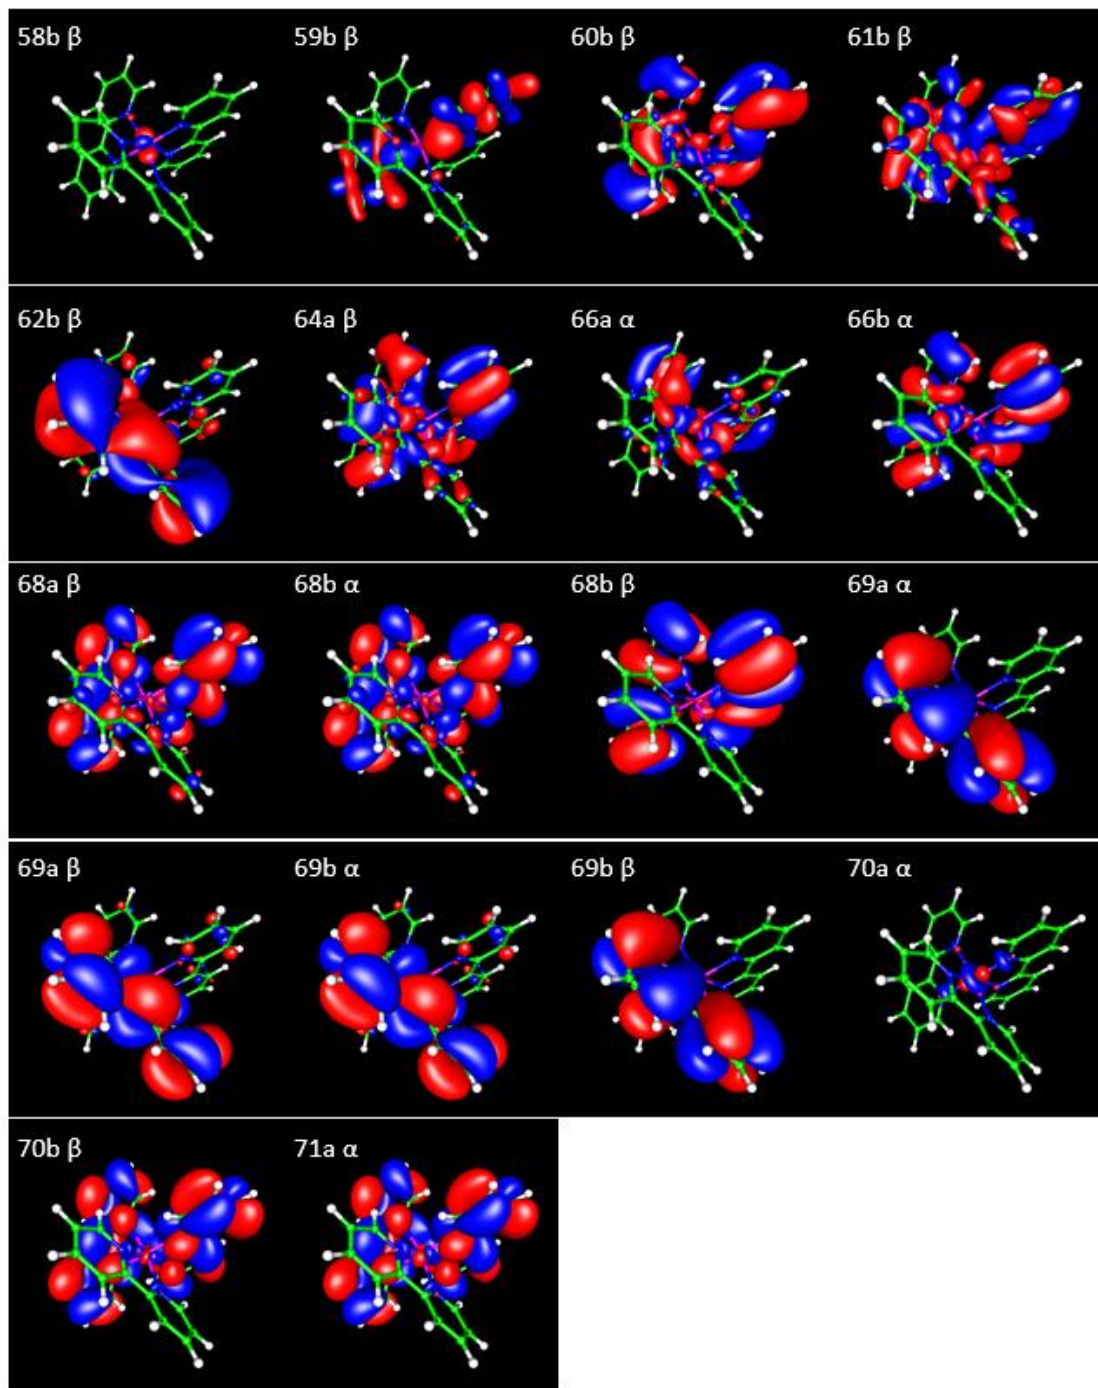 58b β 59b β 60b β 61b β
62b β 64a β 66a α 66b α
68a β 68b α 68b β 69a α
69a β 69b α 69b β 70a α
70b β 71a α